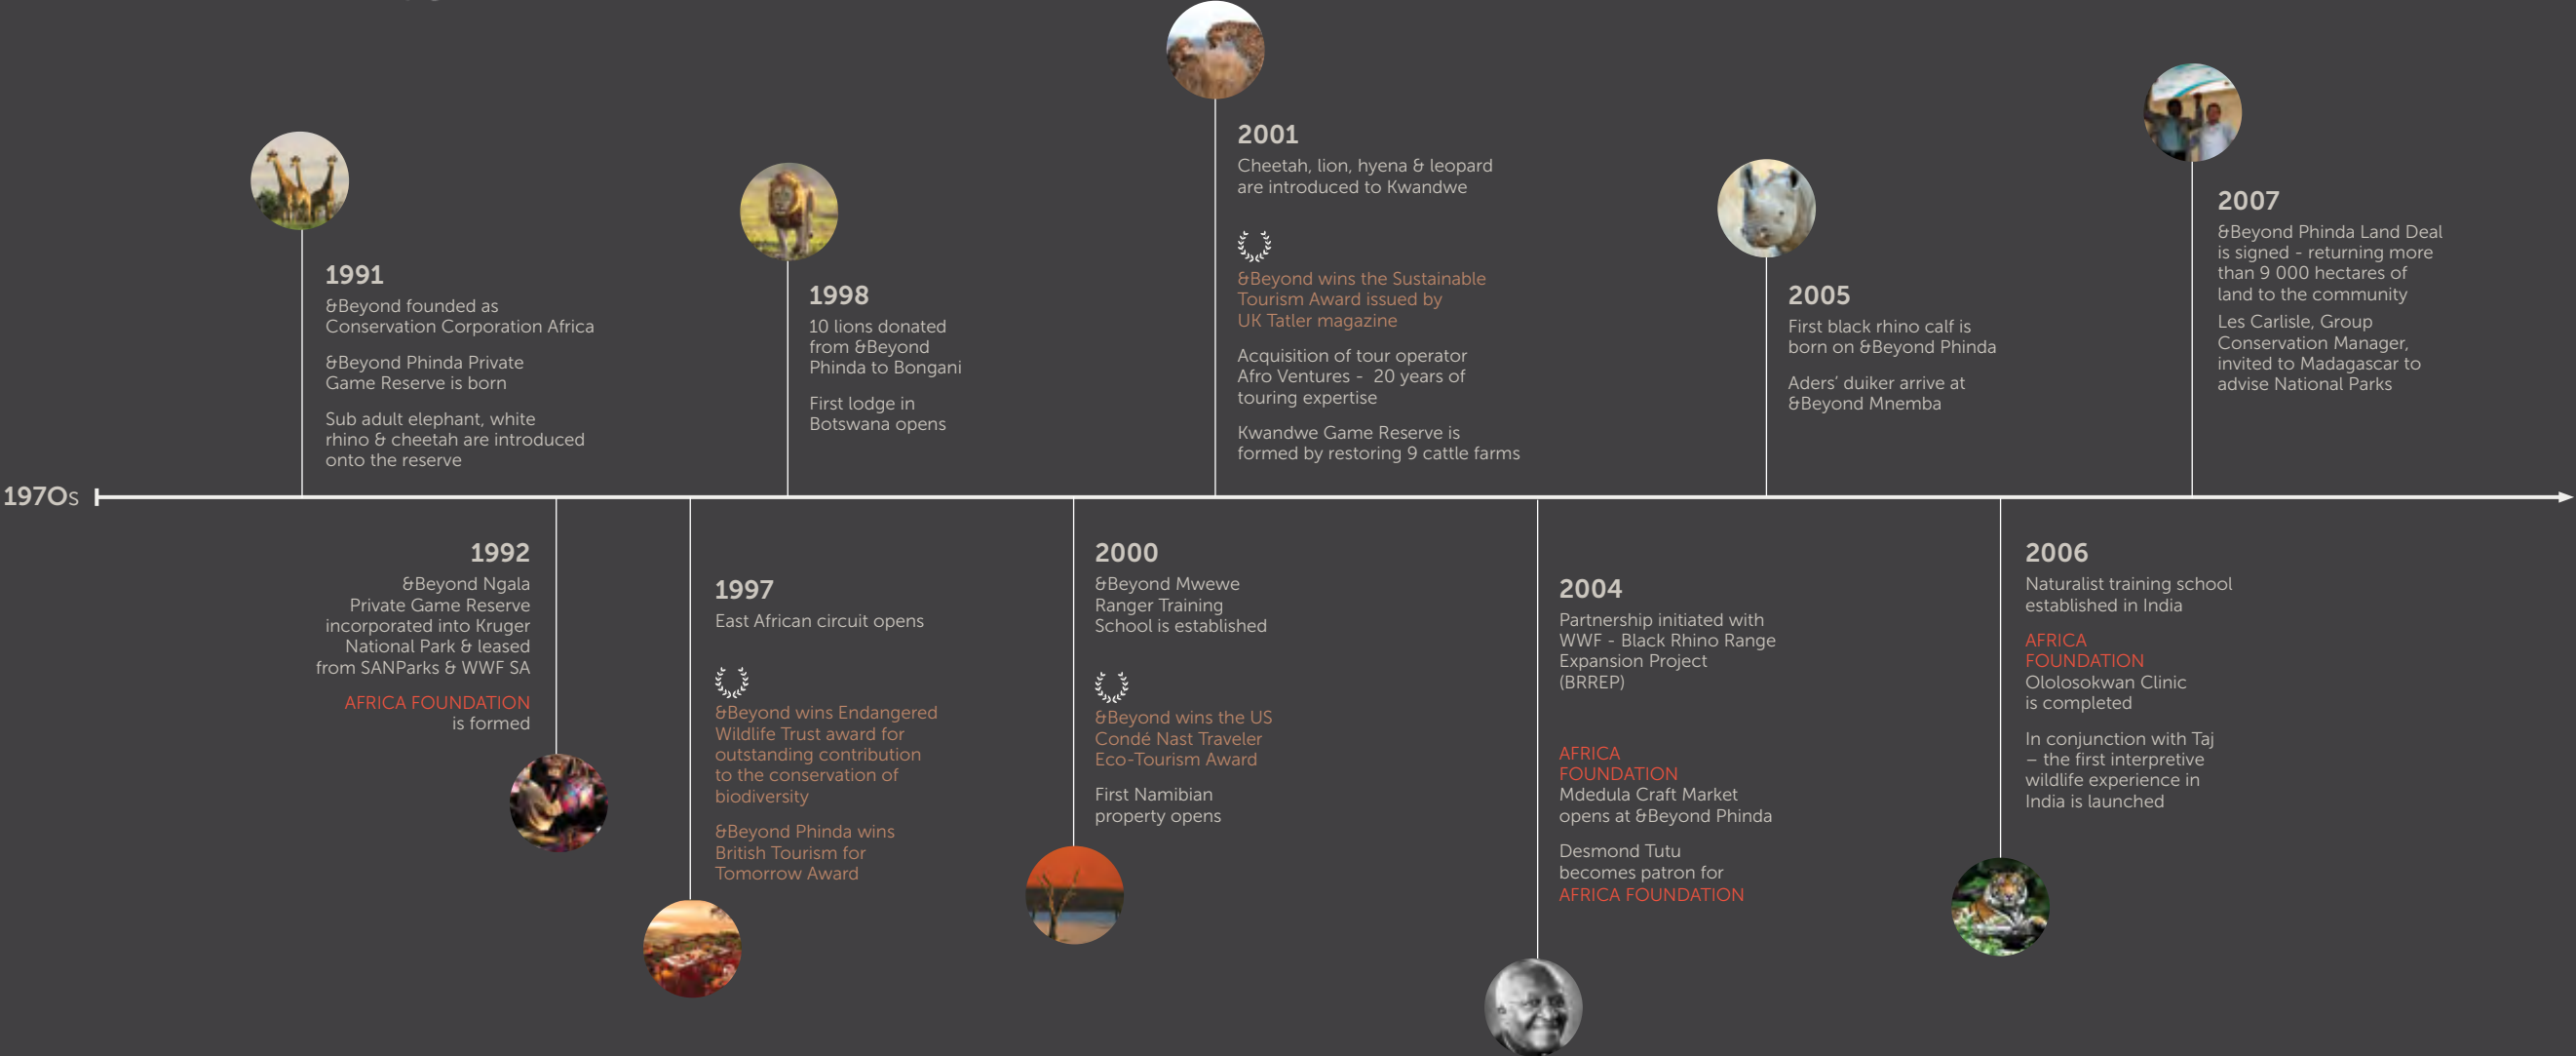 1970s
1991
&Beyond founded as
Conservation Corporation Africa
&Beyond Phinda Private
Game Reserve is born
Sub adult elephant, white
rhino & cheetah are introduced
onto the reserve
1992
&Beyond Ngala
Private Game Reserve
incorporated into Kruger
National Park & leased
from SANParks & WWF SA
AFRICA FOUNDATION
is formed
1997
East African circuit opens
&Beyond wins Endangered
Wildlife Trust award for
outstanding contribution
to the conservation of
biodiversity
&Beyond Phinda wins
British Tourism for
Tomorrow Award
1998
10 lions donated
from &Beyond
Phinda to Bongani
First lodge in
Botswana opens
2000
&Beyond Mwewe
Ranger Training
School is established
&Beyond wins the US
Condé Nast Traveler
Eco-Tourism Award
First Namibian
property opens
2001
Cheetah, lion, hyena & leopard
are introduced to Kwandwe
&Beyond wins the Sustainable
Tourism Award issued by
UK Tatler magazine
Acquisition of tour operator
Afro Ventures - 20 years of
touring expertise
Kwandwe Game Reserve is
formed by restoring 9 cattle farms
2004
Partnership initiated with
WWF - Black Rhino Range
Expansion Project
(BRREP)
AFRICA
FOUNDATION
Mdedula Craft Market
opens at &Beyond Phinda
Desmond Tutu
becomes patron for
AFRICA FOUNDATION
2005
First black rhino calf is
born on &Beyond Phinda
Aders' duiker arrive at
&Beyond Mnemba
2006
Naturalist training school
established in India
AFRICA
FOUNDATION
Ololosokwan Clinic
is completed
In conjunction with Taj
– the first interpretive
wildlife experience in
India is launched
2007
&Beyond Phinda Land Deal
is signed - returning more
than 9 000 hectares of
land to the community
Les Carlisle, Group
Conservation Manager,
invited to Madagascar to
advise National Parks